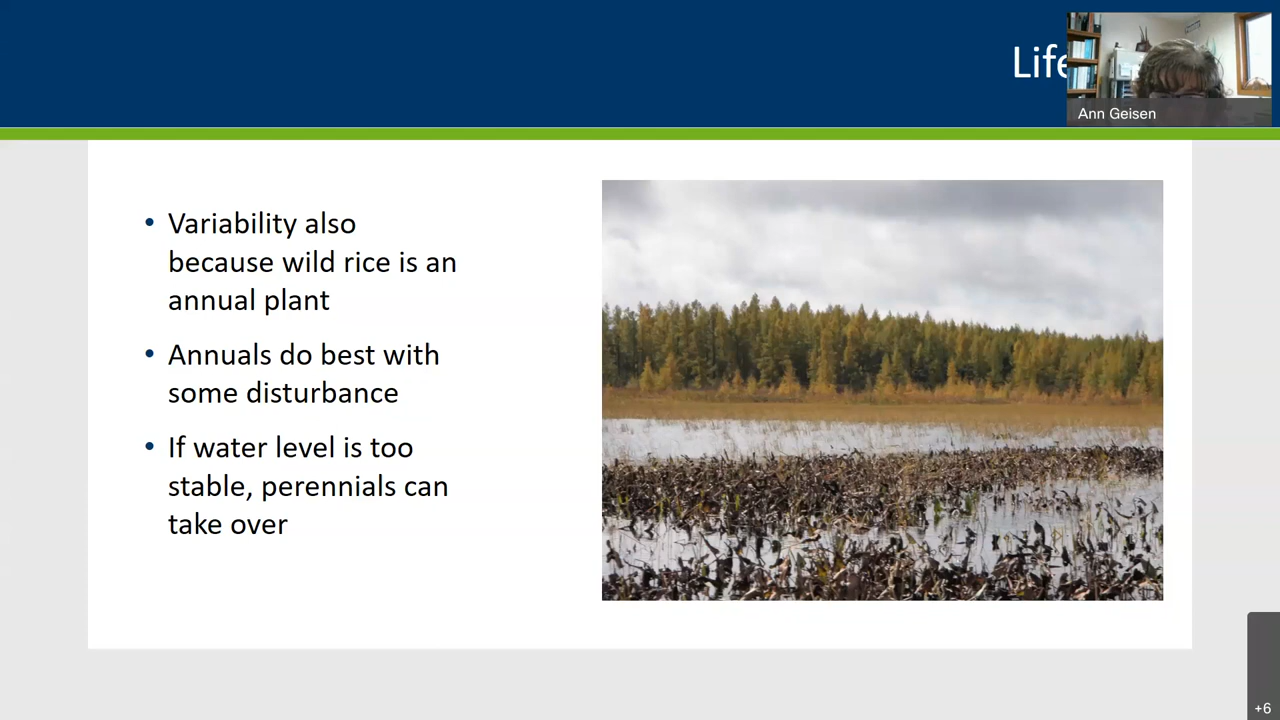 Life
Ann Geisen
• Variability also
because wild rice is an
annual plant
• Annuals do best with
some disturbance
• If water level is too
stable, perennials can
take over
+6